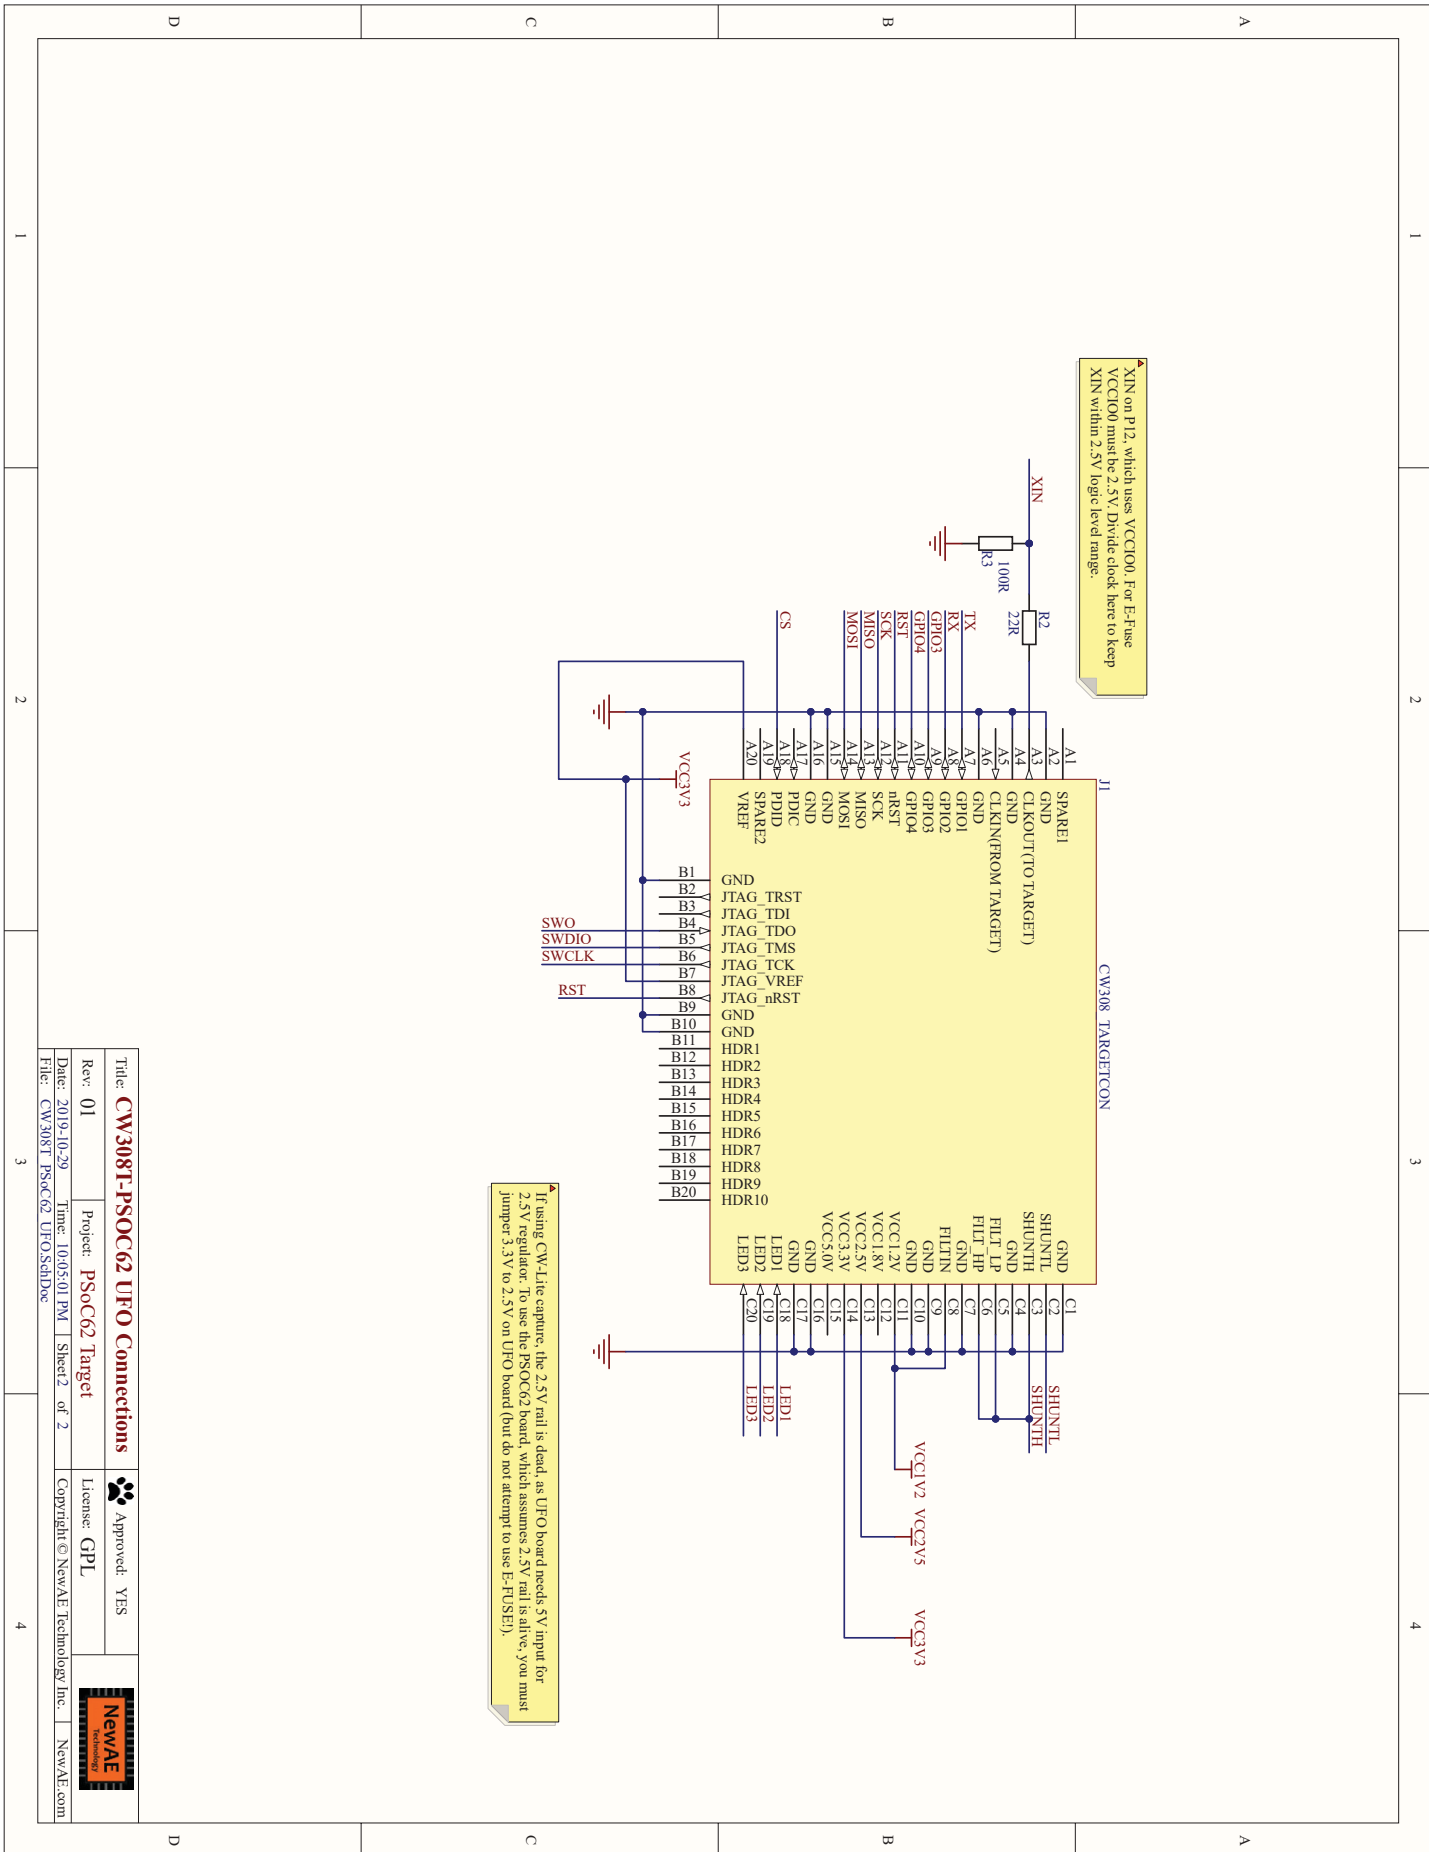 1
2
3
4
A
B
C
D
A
B
C
D
XIN on P12, which uses VCCIO0. For E-Fuse
VCCIO0 must be 2.5V. Divide clock here to keep
XIN within 2.5V logic level range.
XIN
R3
100R
R2
22R
TX
RX
GPIO3
GPIO4
RST
SCK
MISO
MOSI
CS
J1
CW308_TARGETCON
A1 SPARE1
A2 GND
A3 CLKOUT(TO TARGET)
A4 GND
A5 CLKIN(FROM TARGET)
A6 GND
A7 GPIO1
A8 GPIO2
A9 GPIO3
A10 GPIO4
A11 nRST
A12 SCK
A13 MISO
A14 MOSI
A15 GND
A16 GND
A17 PDIC
A18 PDID
A19 SPARE2
A20 VREF
VCC3V3
B1 GND
B2 JTAG_TRST
B3 JTAG_TDI
SWO B4 JTAG_TDO
SWDIO B5 JTAG_TMS
SWCLK B6 JTAG_TCK
B7 JTAG_VREF
RST B8 JTAG_nRST
B9 GND
B10 GND
B11 HDR1
B12 HDR2
B13 HDR3
B14 HDR4
B15 HDR5
B16 HDR6
B17 HDR7
B18 HDR8
B19 HDR9
B20 HDR10
GND C1
SHUNTL C2 SHUNTL
SHUNTH C3 SHUNTH
GND C4
FILT_LP C5
FILT_HP C6
GND C7
FILTIN C8
GND C9
GND C10
VCC1.2V C11
VCC1.8V C12
VCC2.5V C13
VCC3.3V C14
VCC5.0V C15
GND C16
GND C17
LED1 C18 LED1
LED2 C19 LED2
LED3 C20 LED3
VCC1V2
VCC2V5
VCC3V3
If using CW-Lite capture, the 2.5V rail is dead, as UFO board needs 5V input for
2.5V regulator. To use the PSOC62 board, which assumes 2.5V rail is alive, you must
jumper 3.3V to 2.5V on UFO board (but do not attempt to use E-FUSE!).
Title: CW308T-PSOC62 UFO Connections
Approved: YES
Rev: 01
Project: PSoC62 Target
License: GPL
Date: 2019-10-29
Time: 10:05:01 PM
Sheet2 of 2
Copyright © NewAE Technology Inc.
NewAE.com
File: CW308T_PSoC62_UFO.SchDoc
NewAE
Technology
1
2
3
4